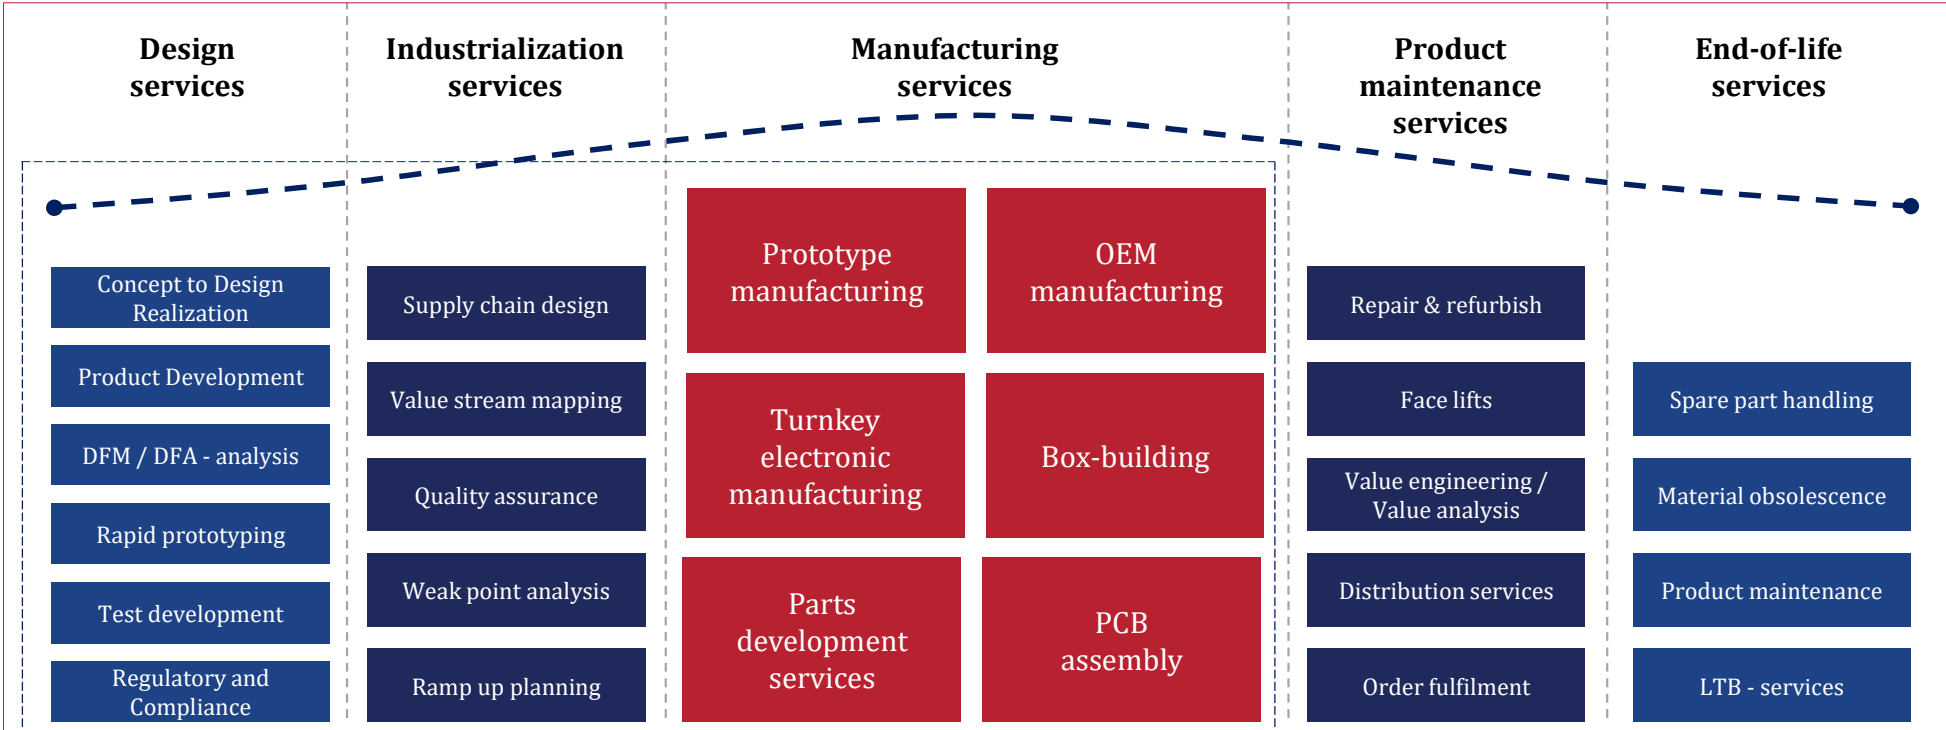 Design
services
Industrialization
services
Manufacturing
services
Product
maintenance
services
End-of-life
services
Concept to Design
Realization
Product Development
DFM / DFA - analysis
Rapid prototyping
Test development
Regulatory and
Compliance
Supply chain design
Value stream mapping
Quality assurance
Weak point analysis
Ramp up planning
Prototype
manufacturing
OEM
manufacturing
Turnkey
electronic
manufacturing
Box-building
Parts
development
services
PCB
assembly
Repair & refurbish
Face lifts
Value engineering /
Value analysis
Distribution services
Order fulfilment
Spare part handling
Material obsolescence
Product maintenance
LTB - services